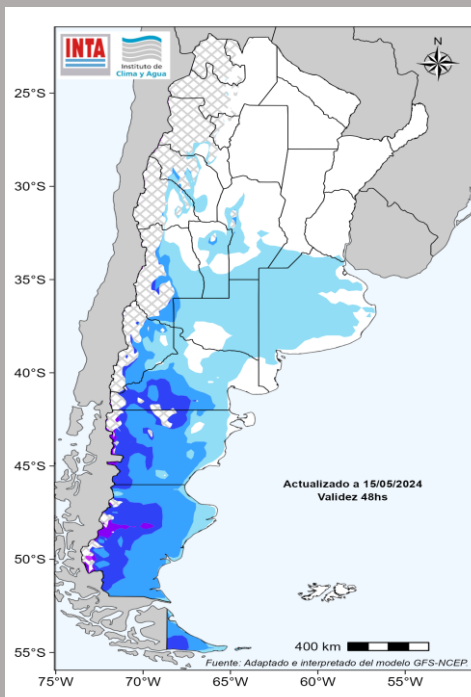 INTA
Instituto de
Clima y Agua
N
25°S
30°S
35°S
40°S
45°S
50°S
55°S
Actualizado a 15/05/2024
Validez 48hs
400 km
Fuente: Adaptado e interpretado del modelo GFS-NCEP.
75°W
70°W
65°W
60°W
55°W